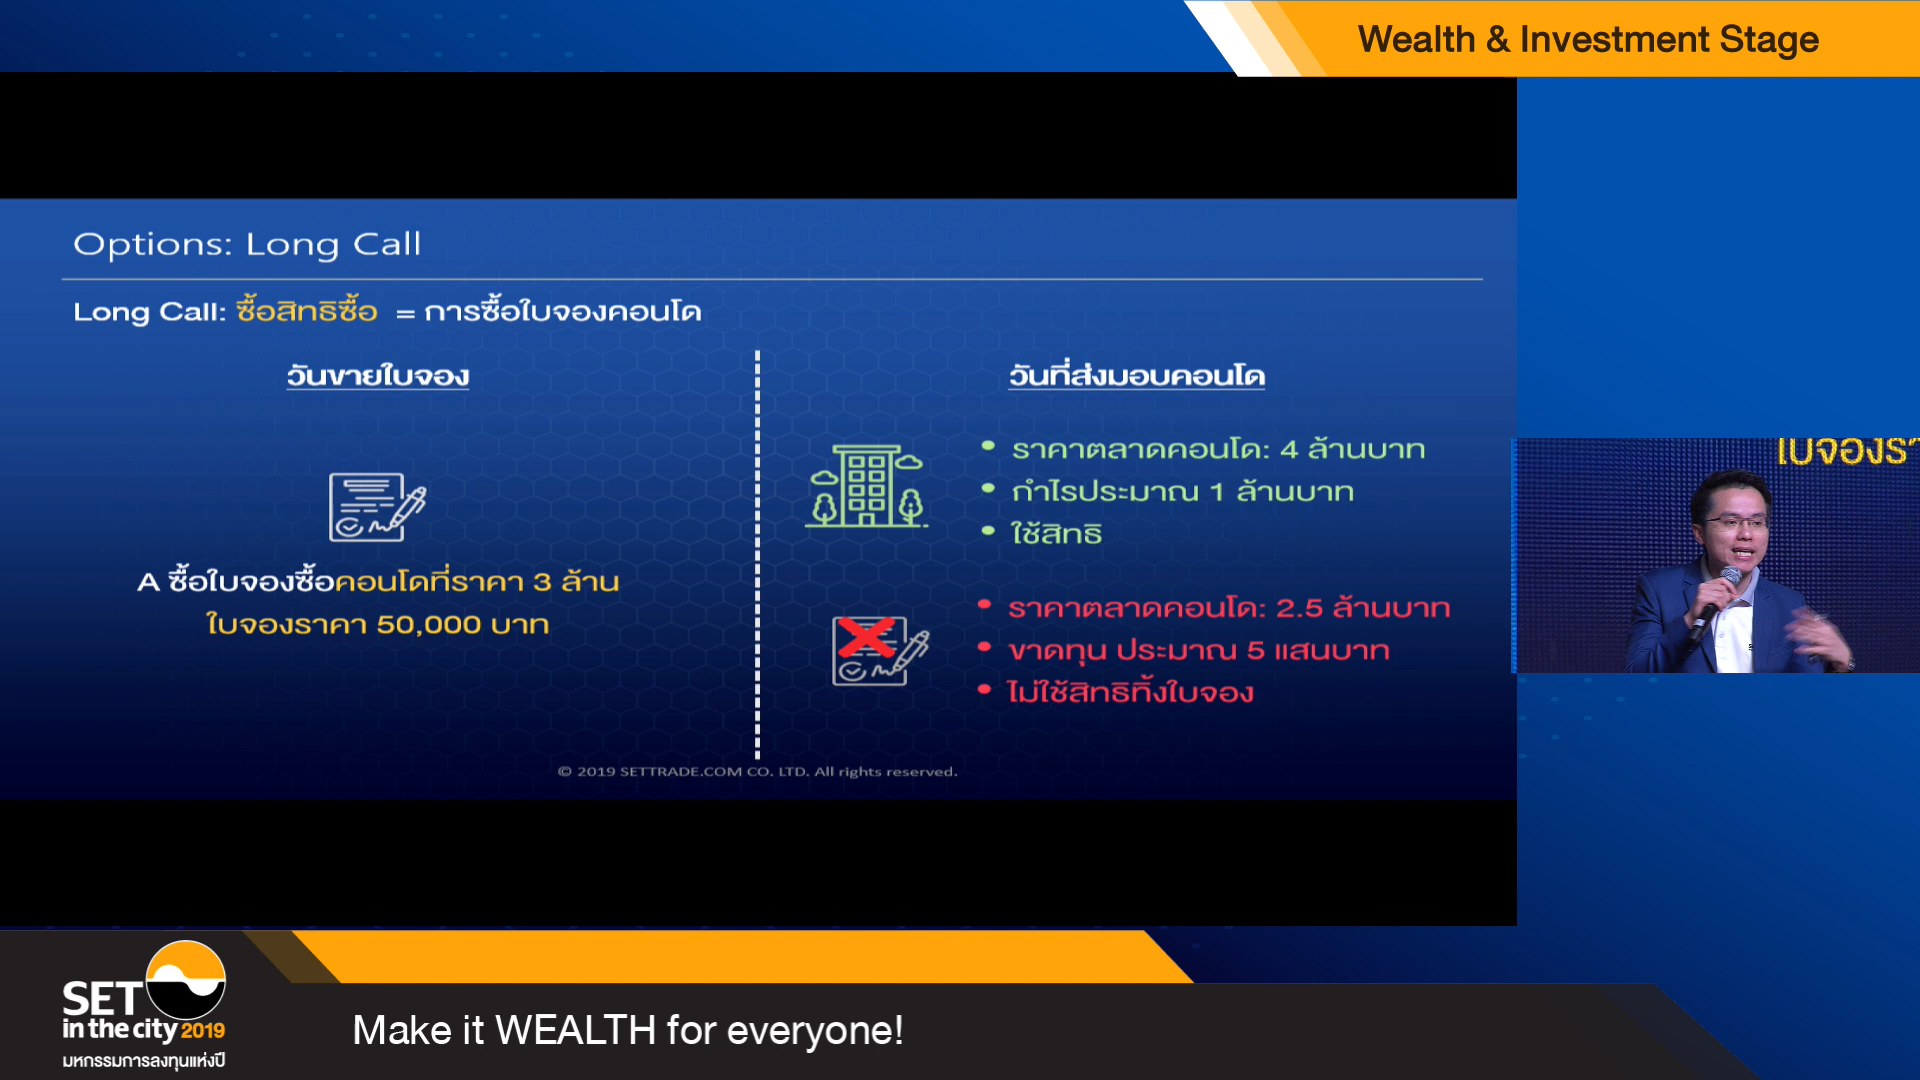 Wealth & Investment Stage
Options: Long Call
Long Call: ซื้อสิทธิซื้อ = การซื้อใบจองคอนโด
วันขายใบจอง
A ซื้อใบจองซื้อคอนโดที่ราคา 3 ล้าน
ใบจองราคา 50,000 บาท
วันที่ส่งมอบคอนโด
• ราคาตลาดคอนโด: 4 ล้านบาท
• กำไรประมาณ 1 ล้านบาท
• ใช้สิทธิ
• ราคาตลาดคอนโด: 2.5 ล้านบาท
• ขาดทุน ประมาณ 5 แสนบาท
• ไม่ใช้สิทธิทิ้งใบจอง
© 2019 SETTRADE.COM CO. LTD. All rights reserved.
ใบจองรา
SET
in the city 2019
มหกรรมการลงทุนแห่งปี
Make it WEALTH for everyone!